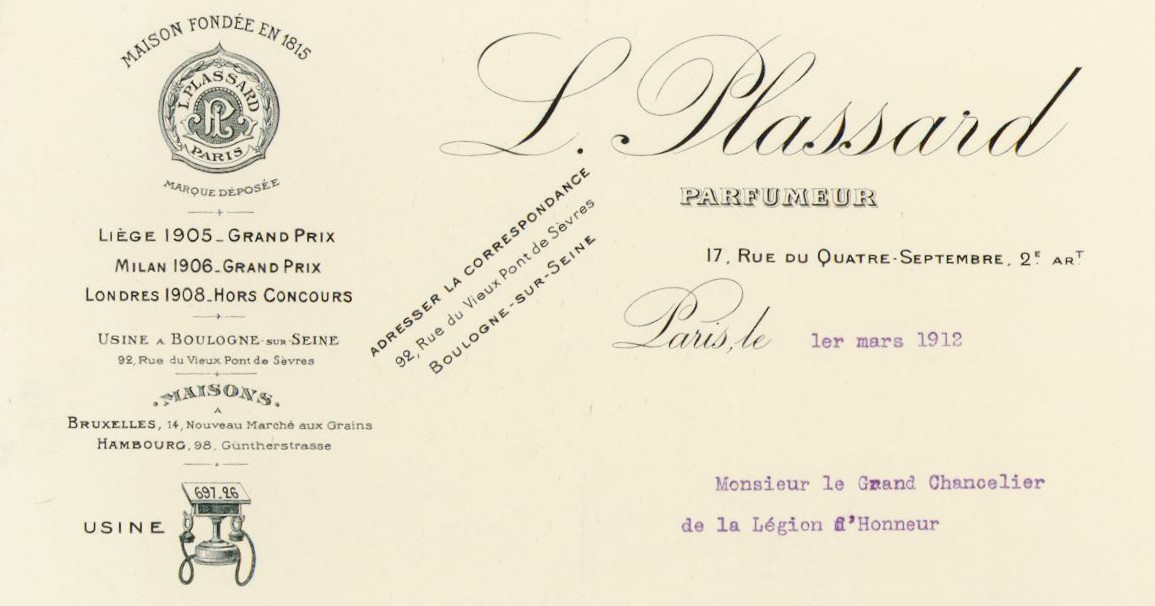 MAISON FONDÉE EN 1815
L. PLASSARD
PARIS
MARQUE DÉPOSÉE
LIÈGE 1905_GRAND PRIX
MILAN 1906_GRAND PRIX
LONDRES 1908_HORS CONCOURS
USINE A BOULOGNE-SUR-SEINE
92, Rue du Vieux Pont de Sèvres
MAISONS
A
BRUXELLES, 14, Nouveau Marché aux Grains
HAMBOURG, 98, Güntherstrasse
697.26
USINE
ADRESSER LA CORRESPONDANCE
92, Rue du Vieux Pont de Sèvres
BOULOGNE-SUR-SEINE
L. Plassard
PARFUMEUR
17, RUE DU QUATRE-SEPTEMBRE, 2E ART
Paris, le 1er mars 1912
Monsieur le Grand Chancelier
de la Légion d'Honneur